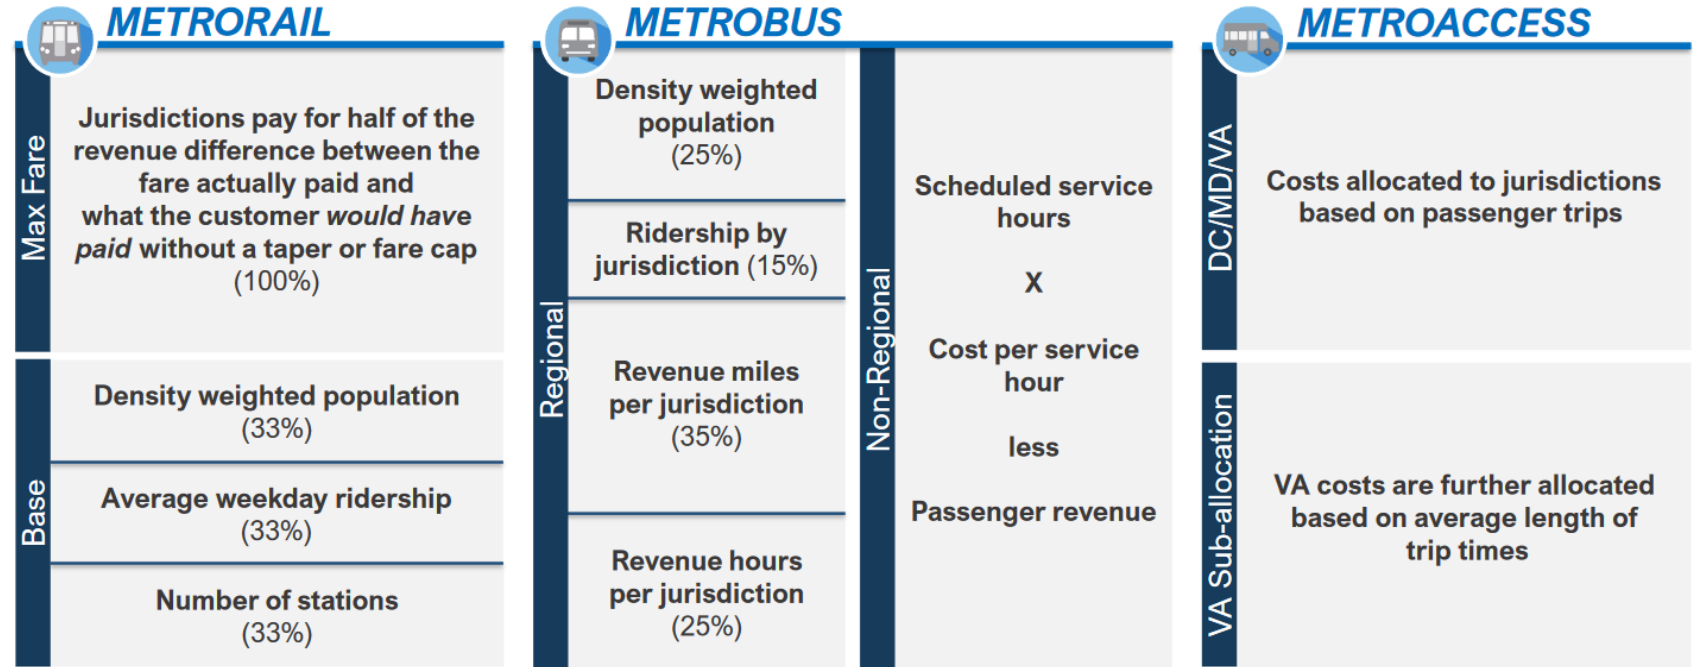 METRORAIL
Max Fare
Jurisdictions pay for half of the
revenue difference between the
fare actually paid and
what the customer would have
paid without a taper or fare cap
(100%)
Base
Density weighted population
(33%)
Average weekday ridership
(33%)
Number of stations
(33%)
METROBUS
Regional
Density weighted
population
(25%)
Ridership by
jurisdiction (15%)
Revenue miles
per jurisdiction
(35%)
Revenue hours
per jurisdiction
(25%)
Non-Regional
Scheduled service
hours
X
Cost per service
hour
less
Passenger revenue
METROACCESS
DC/MD/VA
Costs allocated to jurisdictions
based on passenger trips
VA Sub-allocation
VA costs are further allocated
based on average length of
trip times